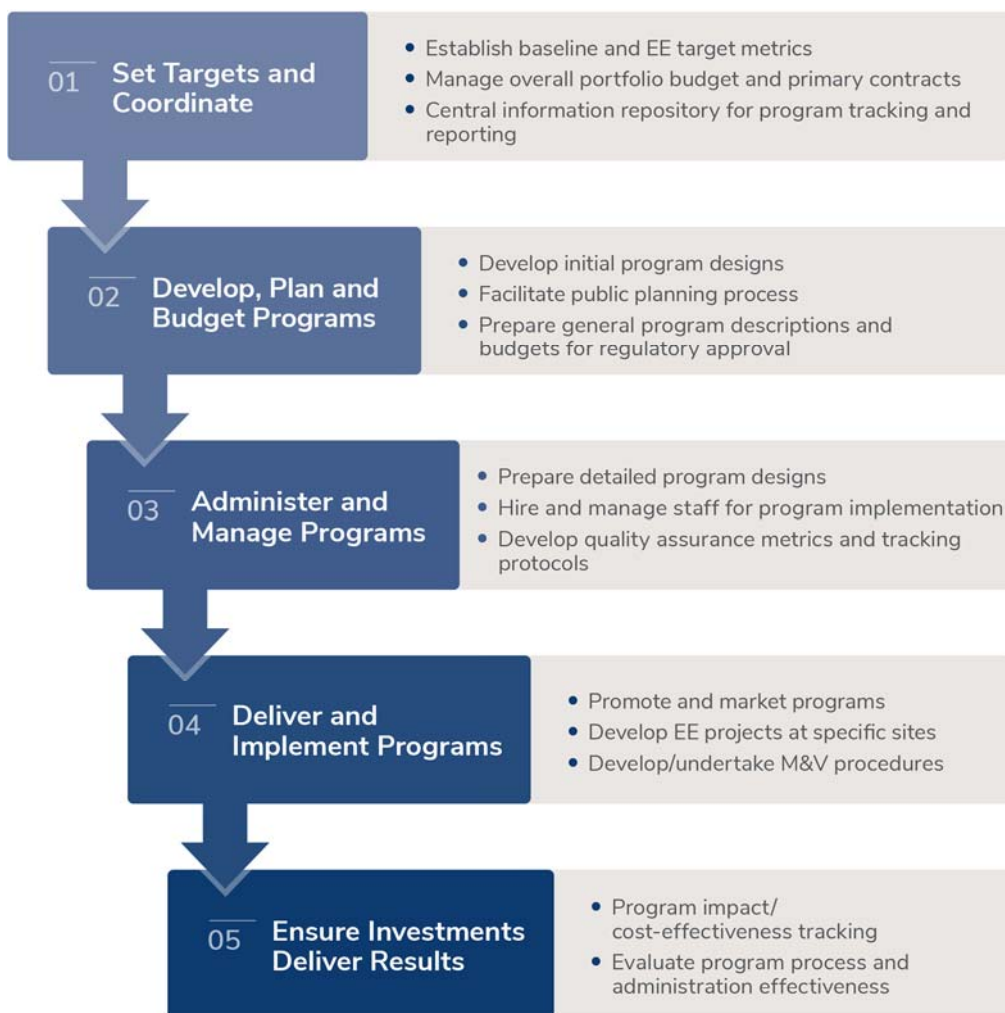 01
Set Targets and
Coordinate
• Establish baseline and EE target metrics
• Manage overall portfolio budget and primary contracts
• Central information repository for program tracking and
reporting
02
Develop, Plan and
Budget Programs
• Develop initial program designs
• Facilitate public planning process
• Prepare general program descriptions and
budgets for regulatory approval
03
Administer and
Manage Programs
• Prepare detailed program designs
• Hire and manage staff for program implementation
• Develop quality assurance metrics and tracking
protocols
04
Deliver and
Implement Programs
• Promote and market programs
• Develop EE projects at specific sites
• Develop/undertake M&V procedures
05
Ensure Investments
Deliver Results
• Program impact/
cost-effectiveness tracking
• Evaluate program process and
administration effectiveness